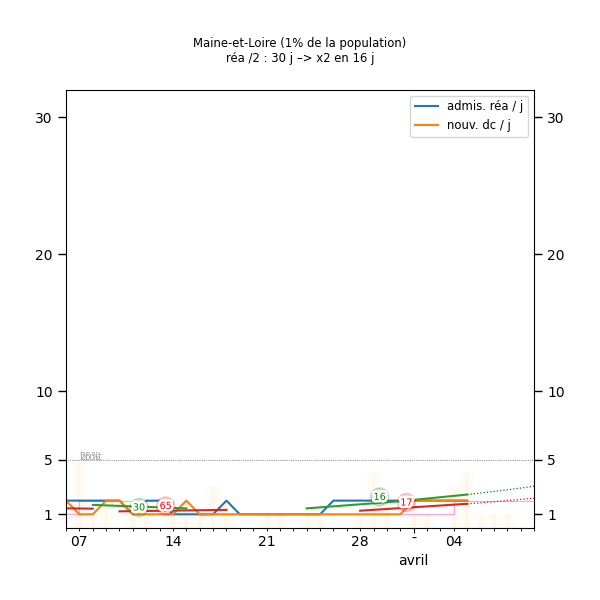 Maine-et-Loire (1% de la population)
réa /2 : 30 j –> x2 en 16 j
admis. réa / j
nouv. dc / j
30 30
20 20
10 10
5 5
1 1
30 65 16 17
07 14 21 28 04
avril